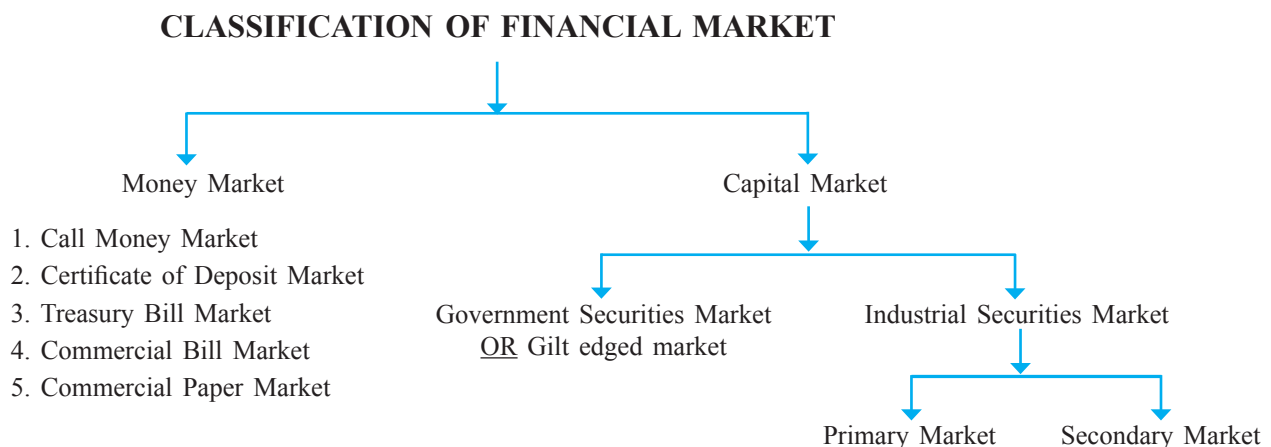 CLASSIFICATION OF FINANCIAL MARKET
Money Market
Capital Market
1. Call Money Market
2. Certificate of Deposit Market
3. Treasury Bill Market
4. Commercial Bill Market
5. Commercial Paper Market
Government Securities Market
OR Gilt edged market
Industrial Securities Market
Primary Market
Secondary Market